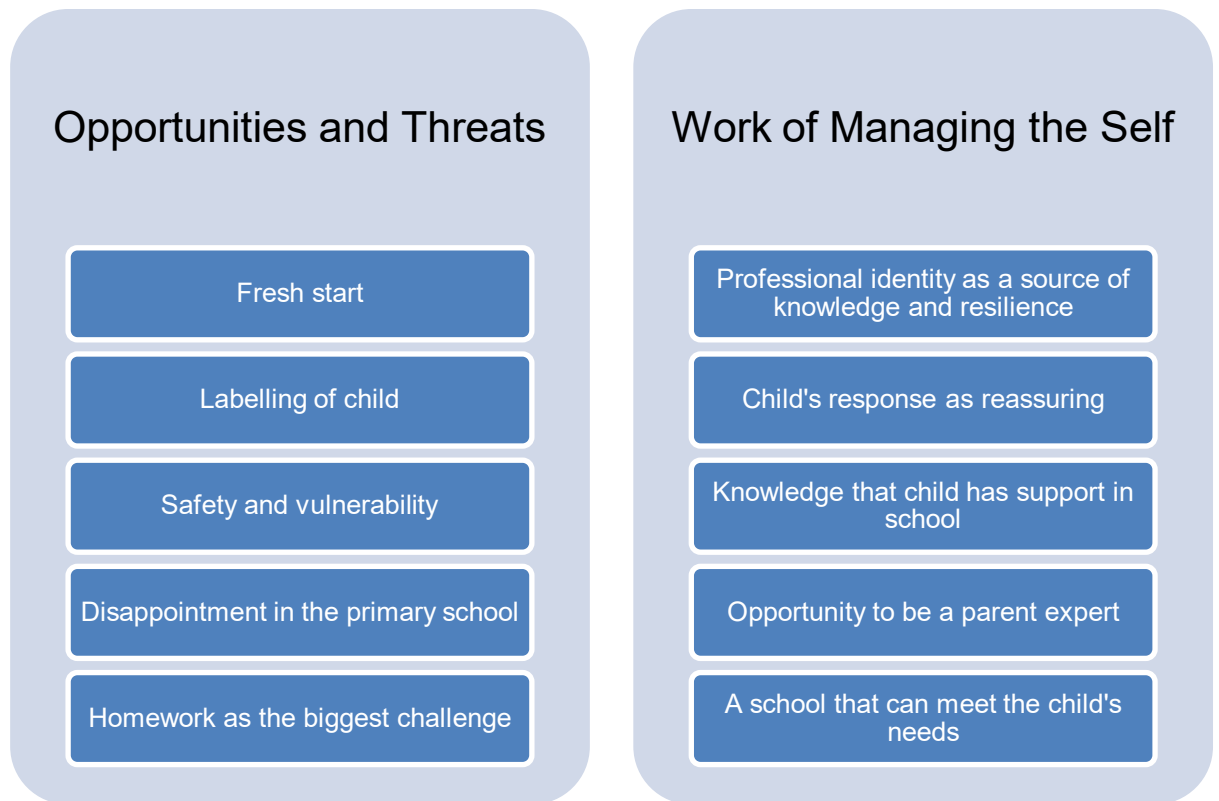 Opportunities and Threats
Fresh start
Labelling of child
Safety and vulnerability
Disappointment in the primary school
Homework as the biggest challenge
Work of Managing the Self
Professional identity as a source of
knowledge and resilience
Child's response as reassuring
Knowledge that child has support in
school
Opportunity to be a parent expert
A school that can meet the child's
needs